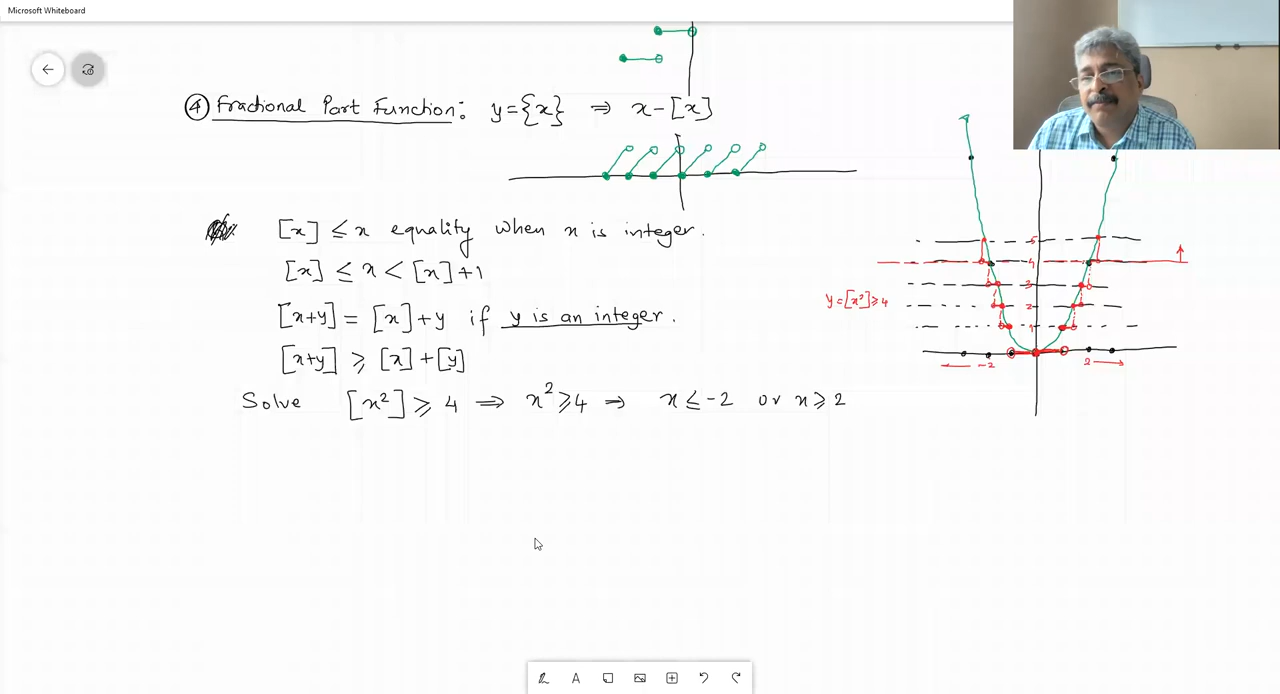 Microsoft Whiteboard
④ Fractional Part Function: y={x} ⇒ x-[x]
[x] ≤ x equality when x is integer.
[x] ≤ x < [x]+1
[x+y] = [x]+y if y is an integer.
[x+y] ⩾ [x]+[y]
Solve [x²] ⩾ 4 ⇒ x² ⩾ 4 ⇒ x ≤ -2 or x ⩾ 2
5
4
3
y=[x²]⩾4
2
1
-2 2
A